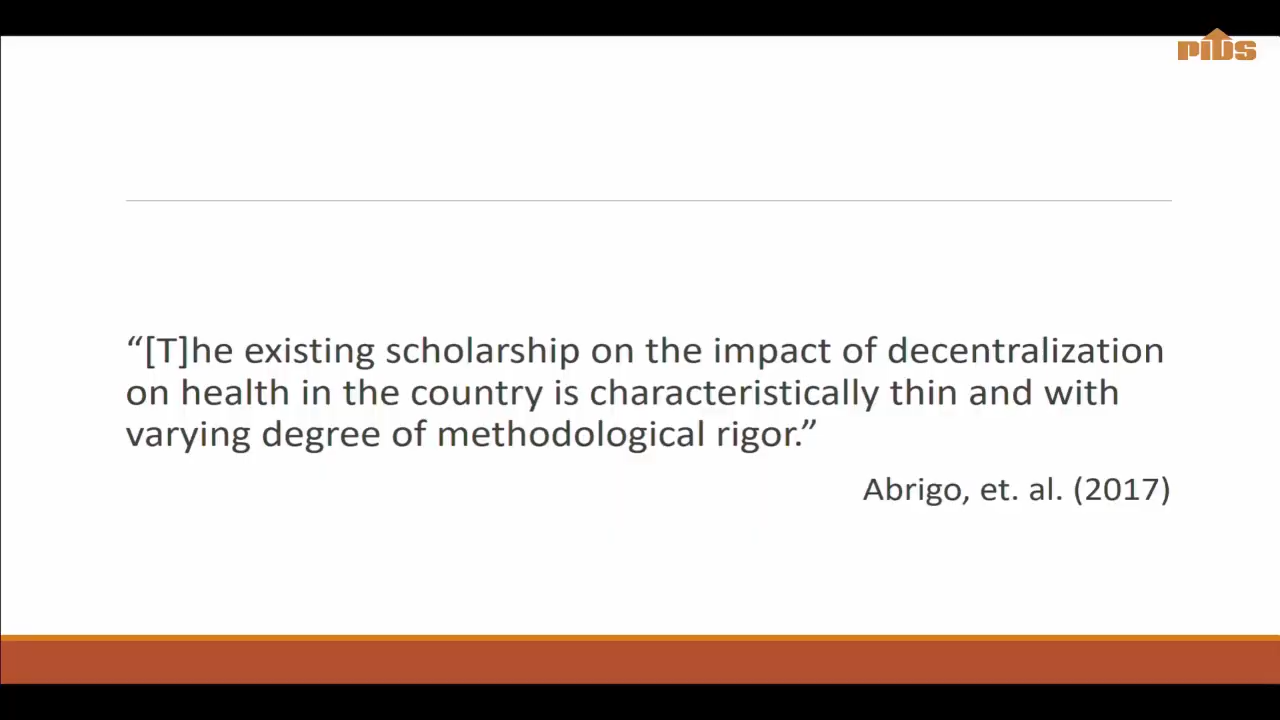 PIDS
“[T]he existing scholarship on the impact of decentralization
on health in the country is characteristically thin and with
varying degree of methodological rigor.”
Abrigo, et. al. (2017)